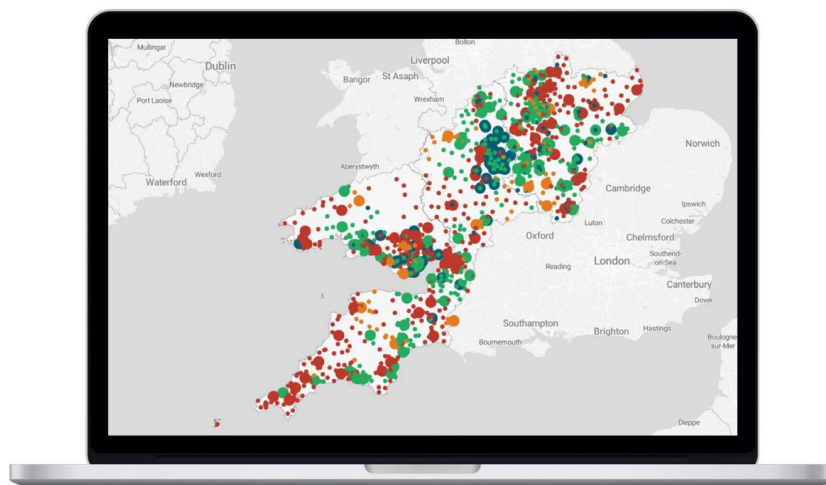 Bolton
Mullingar
Dublin
Liverpool
Bangor
St Asaph
Newbridge
Wrexham
Port Laoise
Norwich
Aberystwyth
Waterford
Wexford
Cambridge
Ipswich
Colchester
Luton
Oxford
Chelmsford
Southend-
on-Sea
London
Reading
Canterbury
Dover
Southampton
Brighton
Hastings
Bournemouth
Boulogne-
sur-Mer
Dieppe